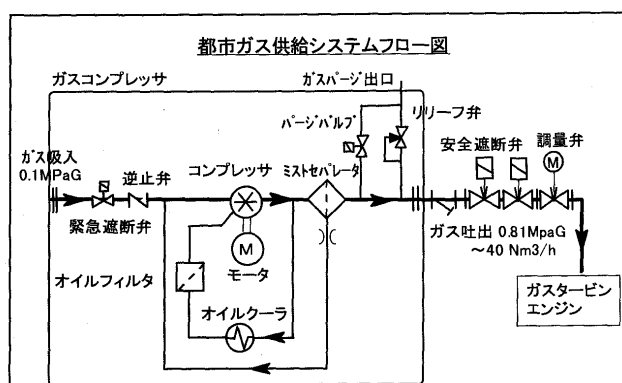 都市ガス供給システムフロー図
ガスコンプレッサ
ガスパージ出口
パージバルブ
リリーフ弁
安全遮断弁
調量弁
M
ガス吸入
0.1MPaG
逆止弁
コンプレッサ
ミストセパレータ
緊急遮断弁
M
モータ
ガス吐出 0.81MpaG
～40 Nm3/h
オイルフィルタ
オイルクーラ
ガスタービン
エンジン